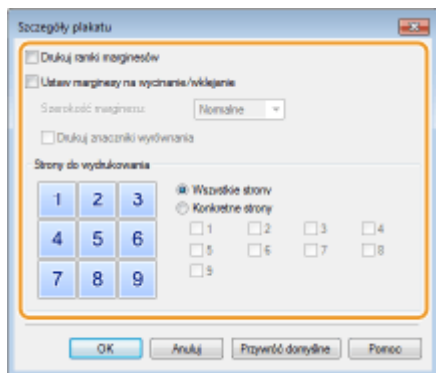 Szczegóły plakatu
Drukuj ramki marginesów
Ustaw marginesy na wycinanie/wklejanie
Szerokość marginesu: Normalne
Drukuj znaczniki wyrównania
Strony do wydrukowania
1 2 3
4 5 6
7 8 9
Wszystkie strony
Konkretne strony
1 2 3 4
5 6 7 8
9
OK Anuluj Przywróć domyślne Pomoc